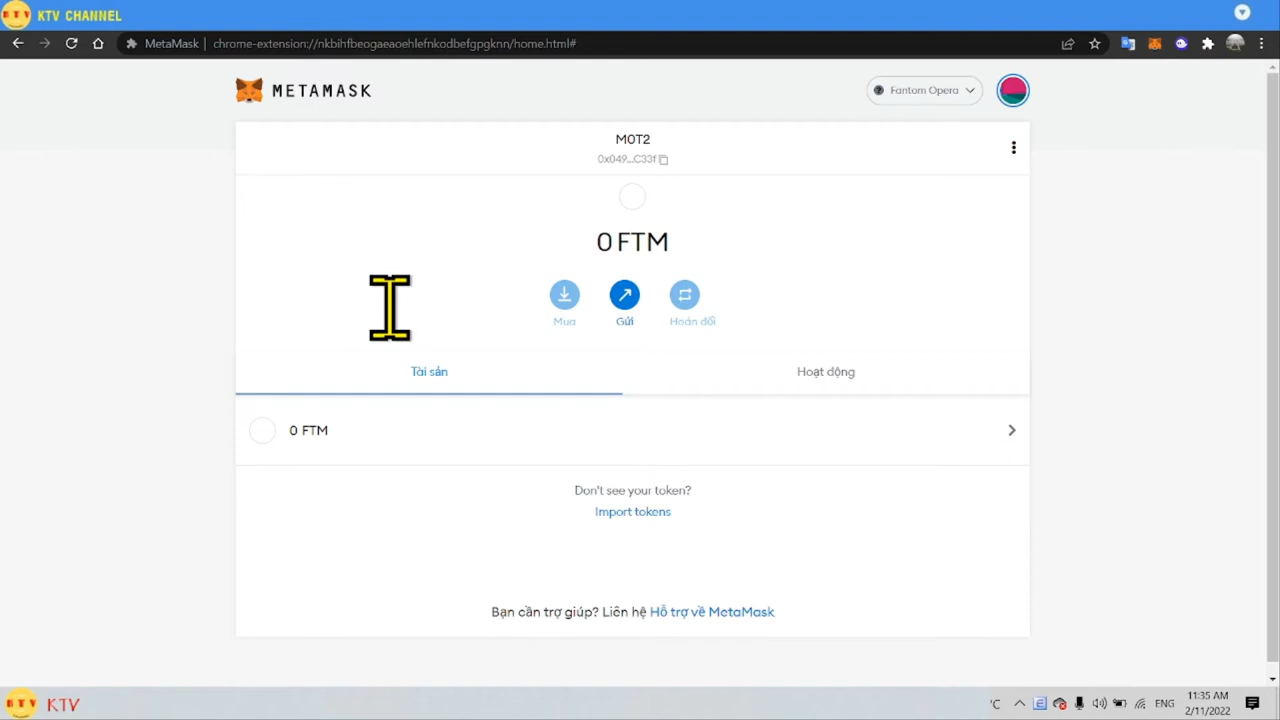 KTV CHANNEL
MetaMask | chrome-extension://nkbihfbeogaeaoehlefnkodbefgpgknn/home.html#
METAMASK
Fantom Opera
MOT2
0x049...C33f
0 FTM
Mua
Gửi
Hoán đổi
Tài sản
Hoạt động
0 FTM
Don't see your token?
Import tokens
Bạn cần trợ giúp? Liên hệ Hỗ trợ về MetaMask
KTV
°C
ENG
11:35 AM
2/11/2022